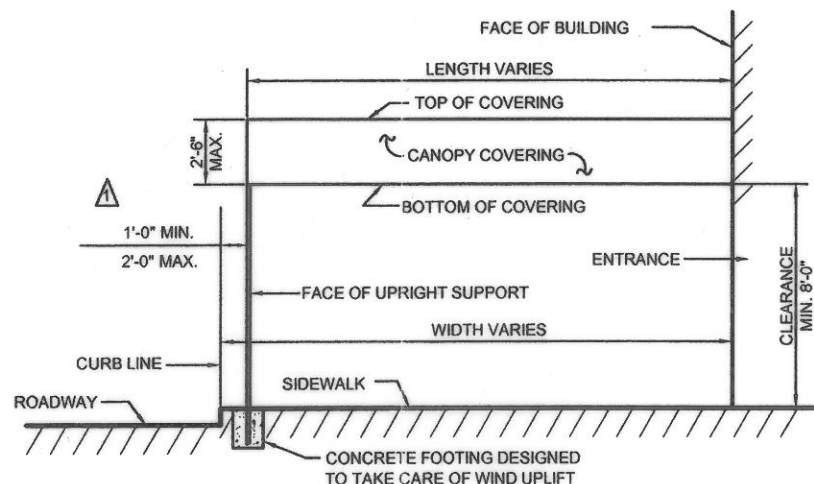 FACE OF BUILDING
LENGTH VARIES
TOP OF COVERING
2'-6"
MAX.
CANOPY COVERING
1
BOTTOM OF COVERING
1'-0" MIN.
2'-0" MAX.
ENTRANCE
CLEARANCE
MIN. 8'-0"
FACE OF UPRIGHT SUPPORT
WIDTH VARIES
CURB LINE
SIDEWALK
ROADWAY
CONCRETE FOOTING DESIGNED
TO TAKE CARE OF WIND UPLIFT